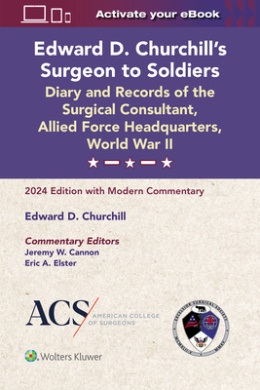 Activate your eBook
Edward D. Churchill's
Surgeon to Soldiers
Diary and Records of the
Surgical Consultant,
Allied Force Headquarters,
World War II
2024 Edition with Modern Commentary
Edward D. Churchill
Commentary Editors
Jeremy W. Cannon
Eric A. Elster
ACS
AMERICAN COLLEGE
OF SURGEONS
Wolters Kluwer